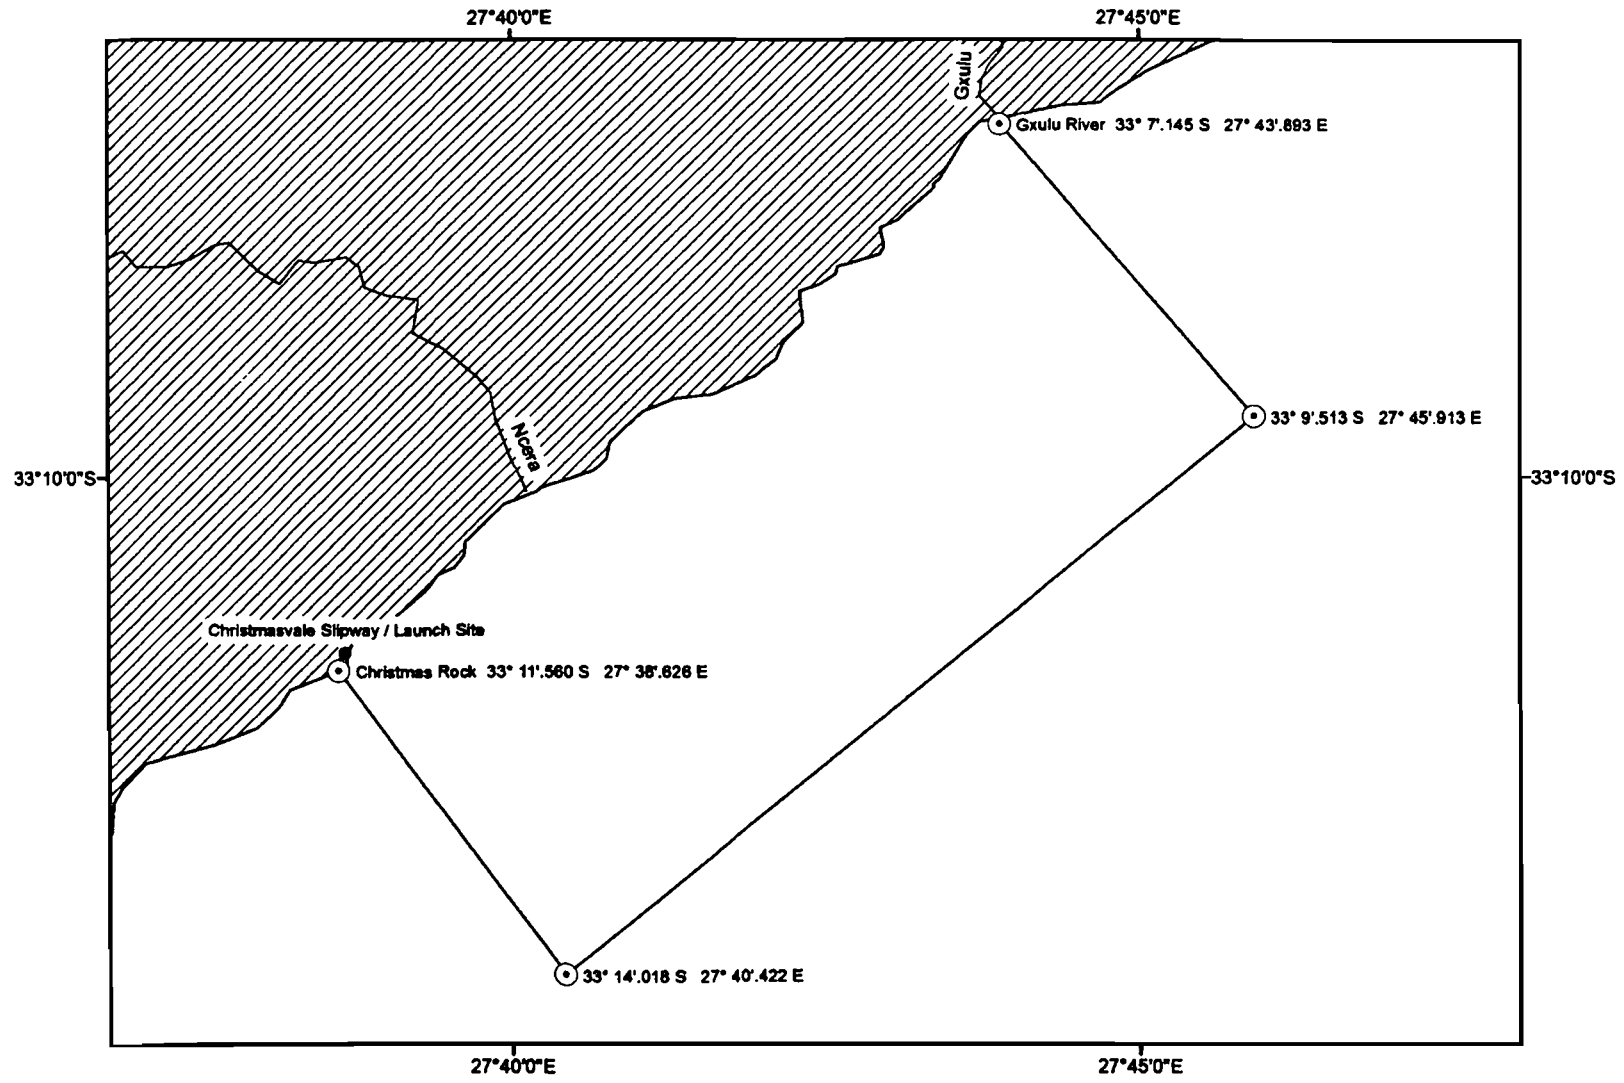 27°40'0"E
27°45'0"E
Gxulu
Gxulu River 33° 7'.145 S 27° 43'.893 E
33° 9'.513 S 27° 45'.913 E
Ncera
33°10'0"S
33°10'0"S
Christmasvale Slipway / Launch Site
Christmas Rock 33° 11'.560 S 27° 38'.626 E
33° 14'.018 S 27° 40'.422 E
27°40'0"E
27°45'0"E